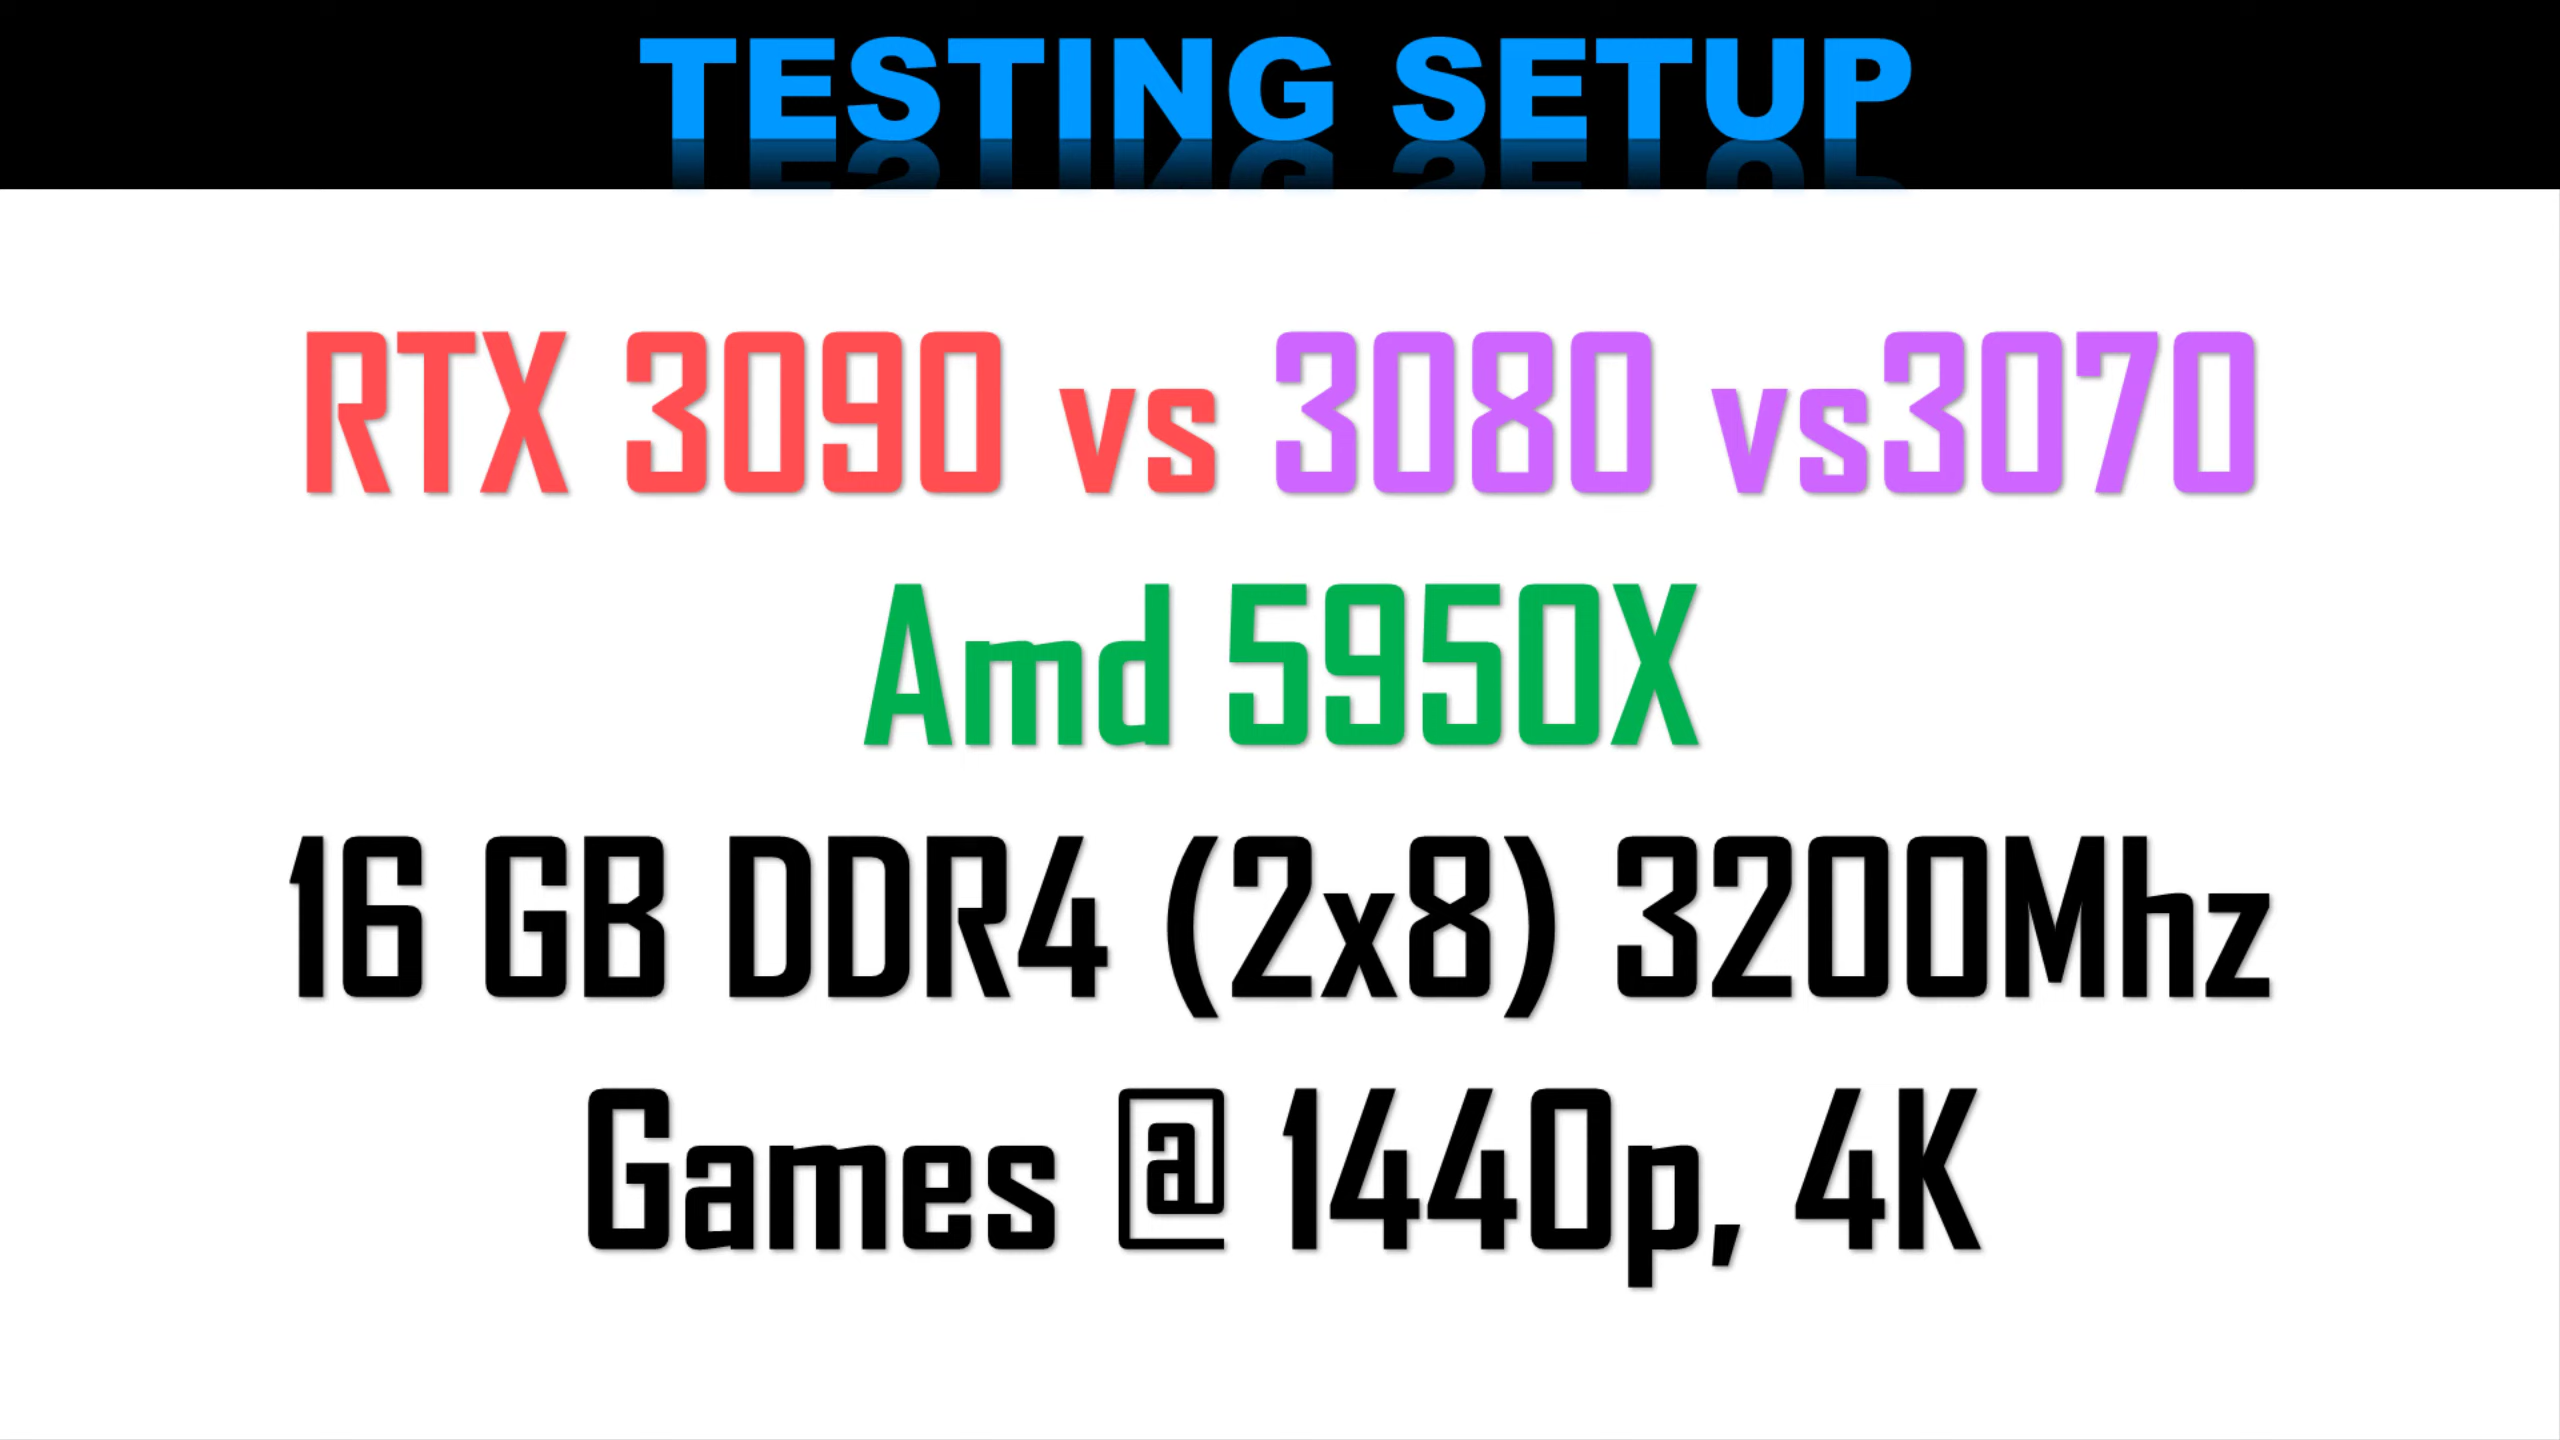 TESTING SETUP
RTX 3090 vs 3080 vs3070
Amd 5950X
16 GB DDR4 (2x8) 3200Mhz
Games @ 1440p, 4K